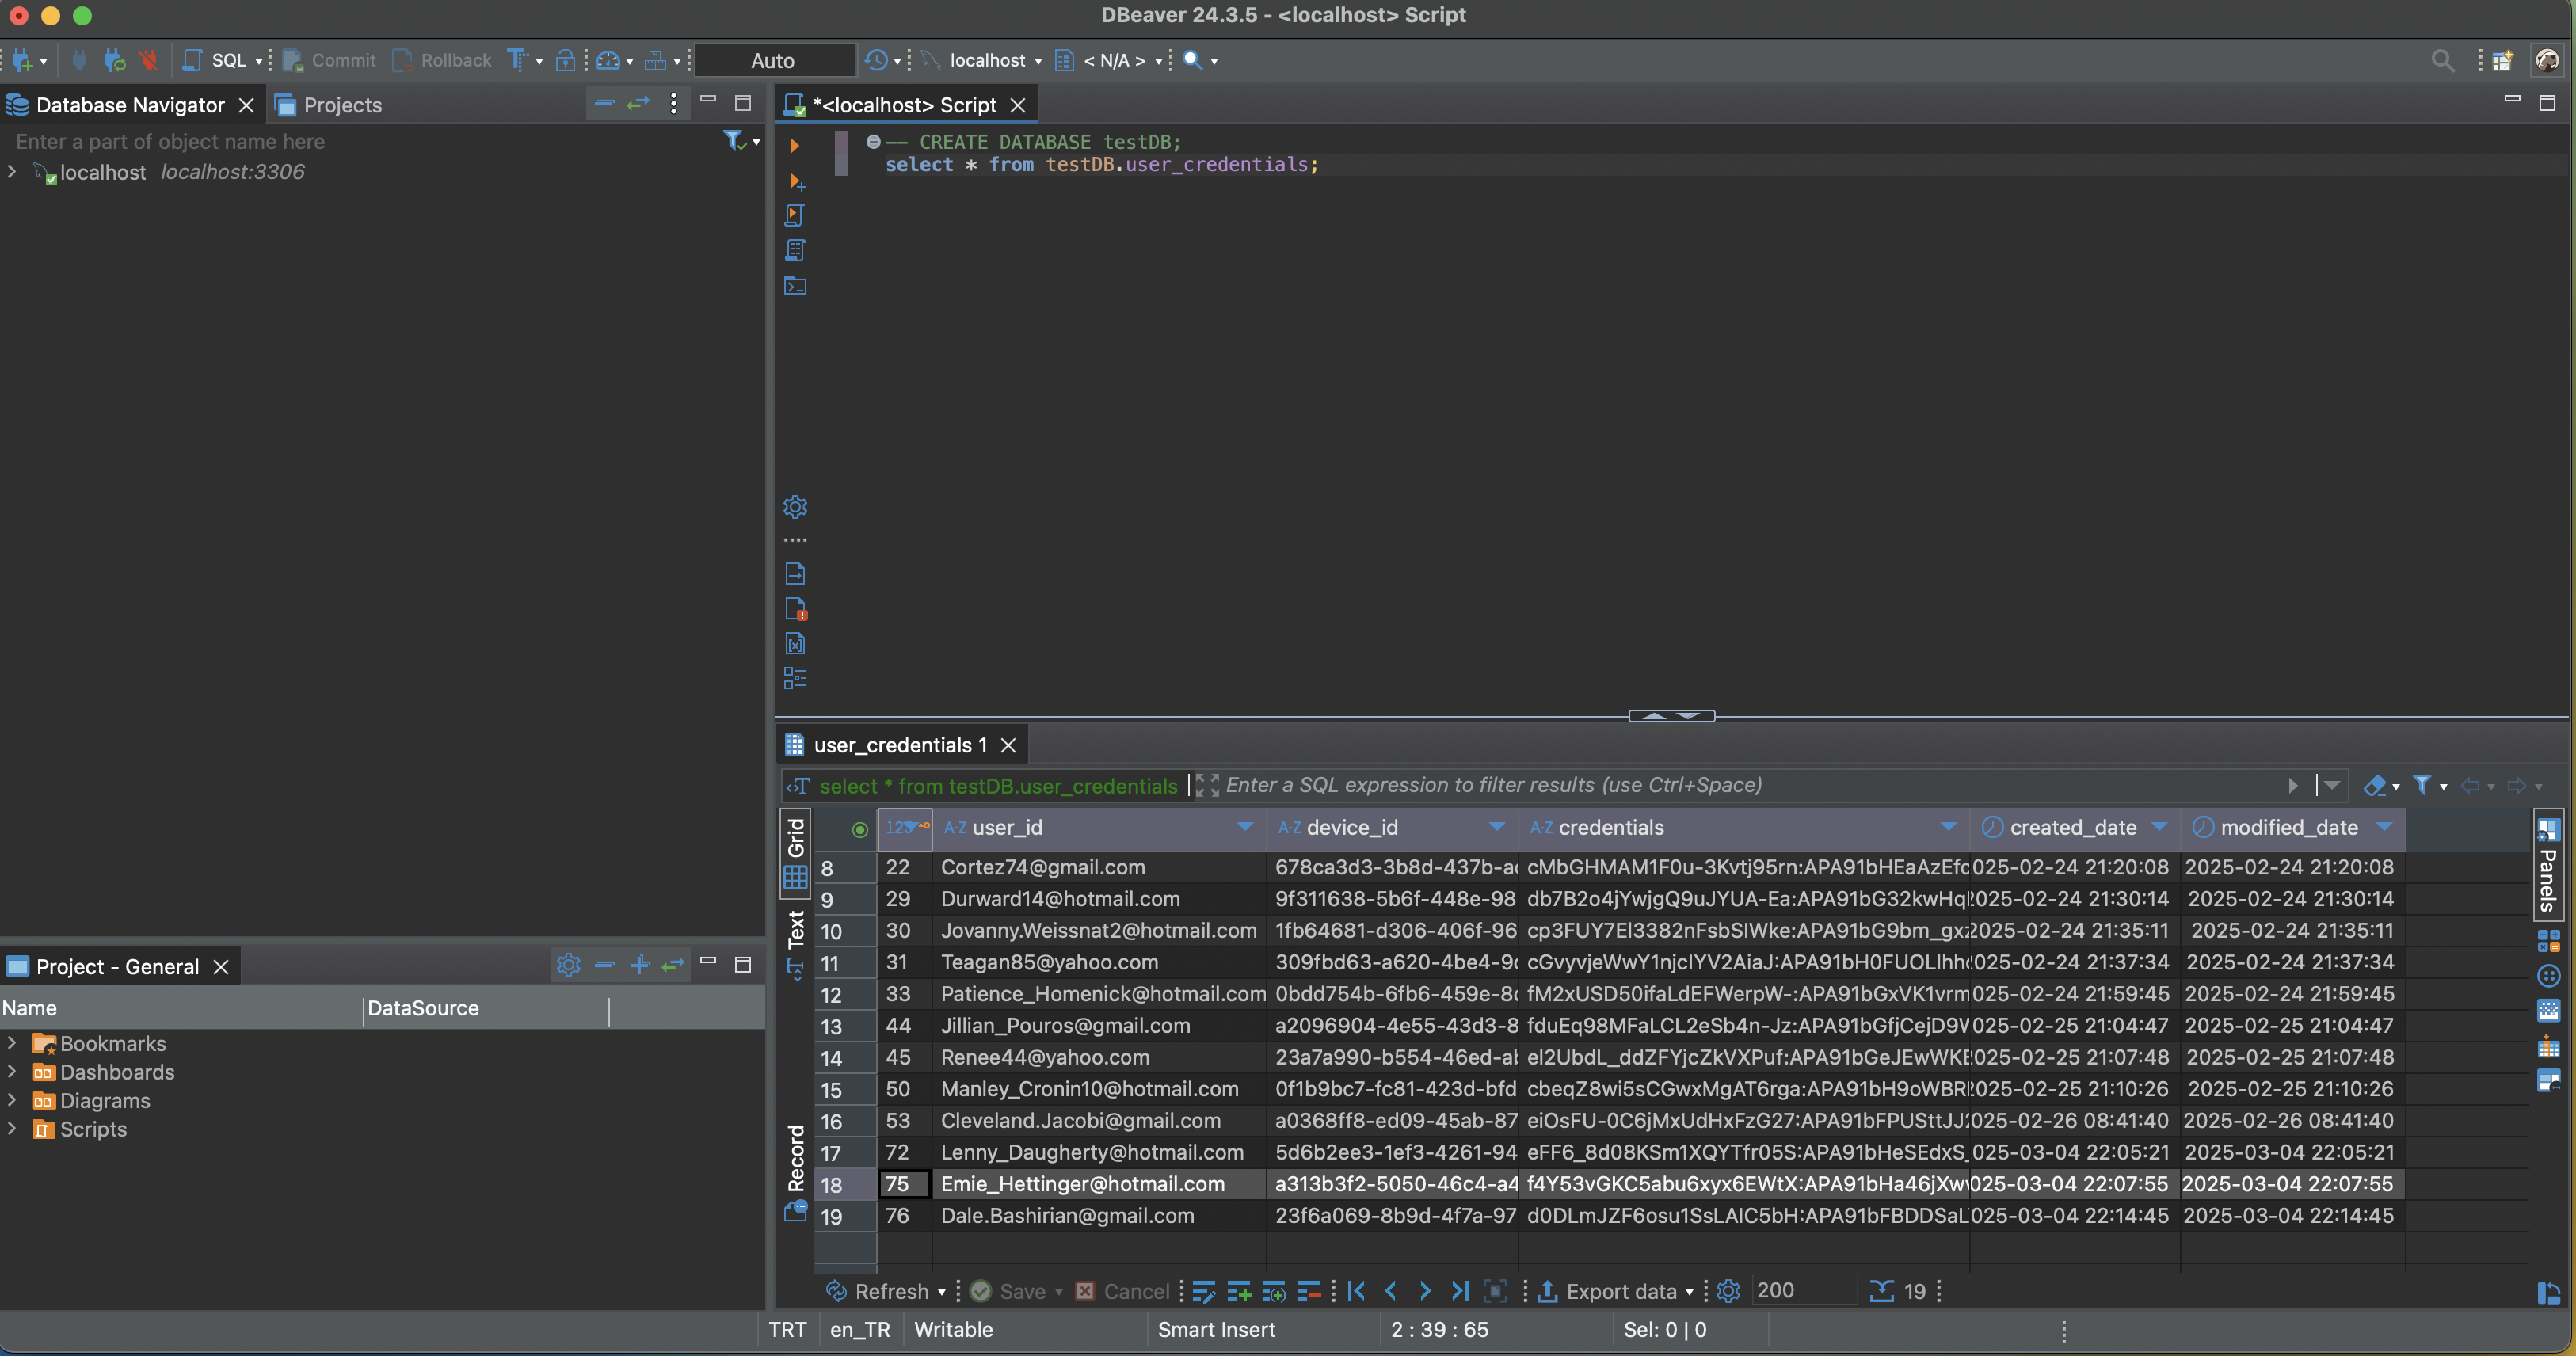 DBeaver 24.3.5 - <localhost> Script
SQL Commit Rollback Auto localhost < N/A >
Database Navigator Projects
Enter a part of object name here
localhost localhost:3306
*<localhost> Script
-- CREATE DATABASE testDB;
select * from testDB.user_credentials;
Project - General
Name DataSource
Bookmarks
Dashboards
Diagrams
Scripts
user_credentials 1
select * from testDB.user_credentials Enter a SQL expression to filter results (use Ctrl+Space)
Grid
Text
Record
Panels
123 A-Z user_id A-Z device_id A-Z credentials created_date modified_date
8 22 Cortez74@gmail.com 678ca3d3-3b8d-437b-a cMbGHMAM1F0u-3Kvtj95rn:APA91bHEaAzEfc 025-02-24 21:20:08 2025-02-24 21:20:08
9 29 Durward14@hotmail.com 9f311638-5b6f-448e-98 db7B2o4jYwjgQ9uJYUA-Ea:APA91bG32kwHq 2025-02-24 21:30:14 2025-02-24 21:30:14
10 30 Jovanny.Weissnat2@hotmail.com 1fb64681-d306-406f-96 cp3FUY7El3382nFsbSIWke:APA91bG9bm_gxz 2025-02-24 21:35:11 2025-02-24 21:35:11
11 31 Teagan85@yahoo.com 309fbd63-a620-4be4-9 cGvyvjeWwY1njcIYV2AiaJ:APA91bH0FUOLlhh 025-02-24 21:37:34 2025-02-24 21:37:34
12 33 Patience_Homenick@hotmail.com 0bdd754b-6fb6-459e-8 fM2xUSD50ifaLdEFWerpW-:APA91bGxVK1vrm 025-02-24 21:59:45 2025-02-24 21:59:45
13 44 Jillian_Pouros@gmail.com a2096904-4e55-43d3-8 fduEq98MFaLCL2eSb4n-Jz:APA91bGfjCejD9 025-02-25 21:04:47 2025-02-25 21:04:47
14 45 Renee44@yahoo.com 23a7a990-b554-46ed-a el2UbdL_ddZFYjcZkVXPuf:APA91bGeJEwWK 025-02-25 21:07:48 2025-02-25 21:07:48
15 50 Manley_Cronin10@hotmail.com 0f1b9bc7-fc81-423d-bfd cbeqZ8wi5sCGwxMgAT6rga:APA91bH9oWBR 2025-02-25 21:10:26 2025-02-25 21:10:26
16 53 Cleveland.Jacobi@gmail.com a0368ff8-ed09-45ab-87 eiOsFU-0C6jMxUdHxFzG27:APA91bFPUSttJJ 025-02-26 08:41:40 2025-02-26 08:41:40
17 72 Lenny_Daugherty@hotmail.com 5d6b2ee3-1ef3-4261-94 eFF6_8d08KSm1XQYTfr05S:APA91bHeSEdxS_ 025-03-04 22:05:21 2025-03-04 22:05:21
18 75 Emie_Hettinger@hotmail.com a313b3f2-5050-46c4-a4 f4Y53vGKC5abu6xyx6EWtX:APA91bHa46jXw 025-03-04 22:07:55 2025-03-04 22:07:55
19 76 Dale.Bashirian@gmail.com 23f6a069-8b9d-4f7a-97 d0DLmJZF6osu1SsLAIC5bH:APA91bFBDDSaL 025-03-04 22:14:45 2025-03-04 22:14:45
Refresh Save Cancel Export data 200 19
TRT en_TR Writable Smart Insert 2 : 39 : 65 Sel: 0 | 0